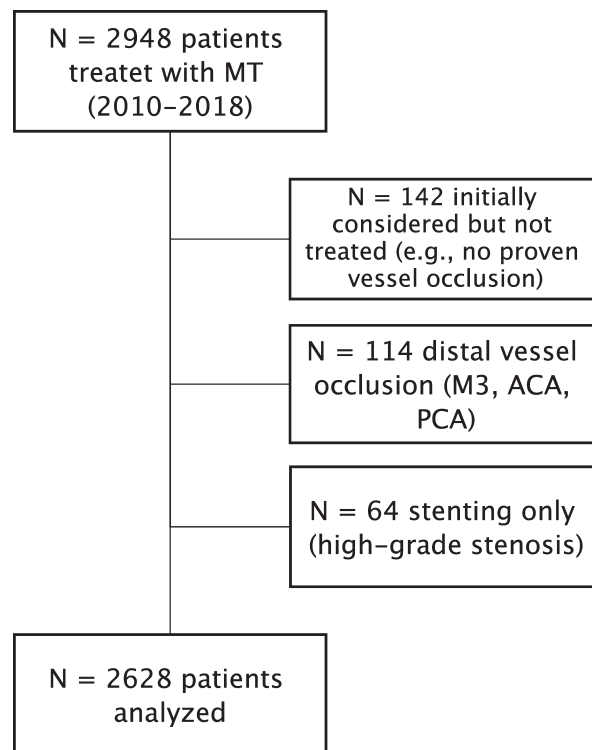 N = 2948 patients
treatet with MT
(2010–2018)
N = 142 initially
considered but not
treated (e.g., no proven
vessel occlusion)
N = 114 distal vessel
occlusion (M3, ACA,
PCA)
N = 64 stenting only
(high–grade stenosis)
N = 2628 patients
analyzed